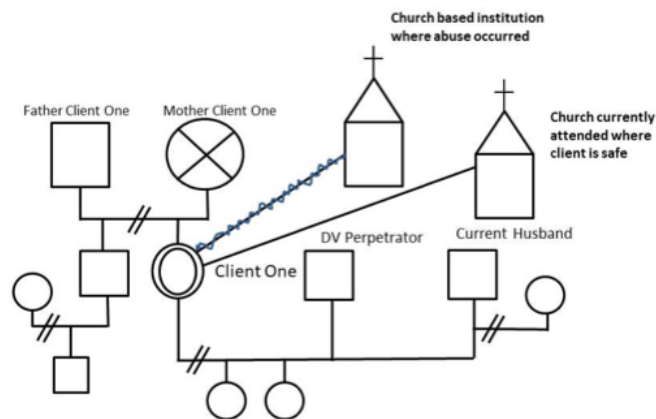 Church based institution
where abuse occurred
Father Client One
Mother Client One
Church currently
attended where
client is safe
DV Perpetrator
Current Husband
Client One